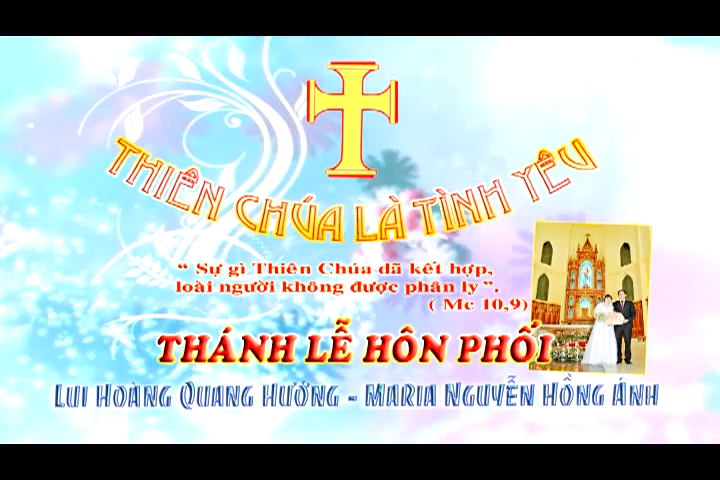 THIÊN CHÚA LÀ TÌNH YÊU
“ Sự gì Thiên Chúa đã kết hợp,
loài người không được phân ly ”.
( Mc 10,9)
THÁNH LỄ HÔN PHỐI
LUI HOÀNG QUANG HƯỚNG - MARIA NGUYỄN HỒNG ÁNH